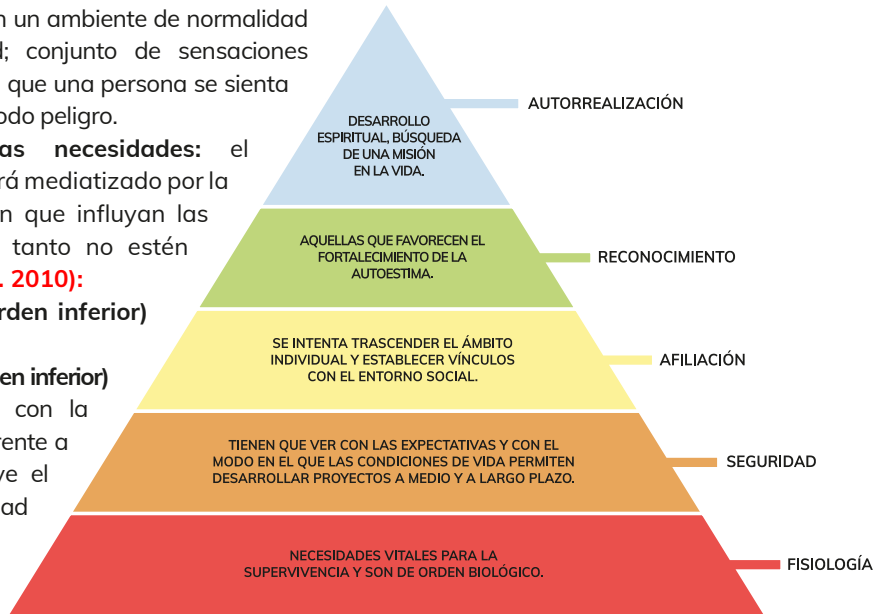 n un ambiente de normalidad
d; conjunto de sensaciones
que una persona se sienta
odo peligro.
as necesidades: el
rá mediatizado por la
n que influyan las
tanto no estén
. 2010):
rden inferior)
en inferior)
con la
rente a
ve el
ad
DESARROLLO
ESPIRITUAL, BÚSQUEDA
DE UNA MISIÓN
EN LA VIDA.
AUTORREALIZACIÓN
AQUELLAS QUE FAVORECEN EL
FORTALECIMIENTO DE LA
AUTOESTIMA.
RECONOCIMIENTO
SE INTENTA TRASCENDER EL ÁMBITO
INDIVIDUAL Y ESTABLECER VÍNCULOS
CON EL ENTORNO SOCIAL.
AFILIACIÓN
TIENEN QUE VER CON LAS EXPECTATIVAS Y CON EL
MODO EN EL QUE LAS CONDICIONES DE VIDA PERMITEN
DESARROLLAR PROYECTOS A MEDIO Y A LARGO PLAZO.
SEGURIDAD
NECESIDADES VITALES PARA LA
SUPERVIVENCIA Y SON DE ORDEN BIOLÓGICO.
FISIOLOGÍA